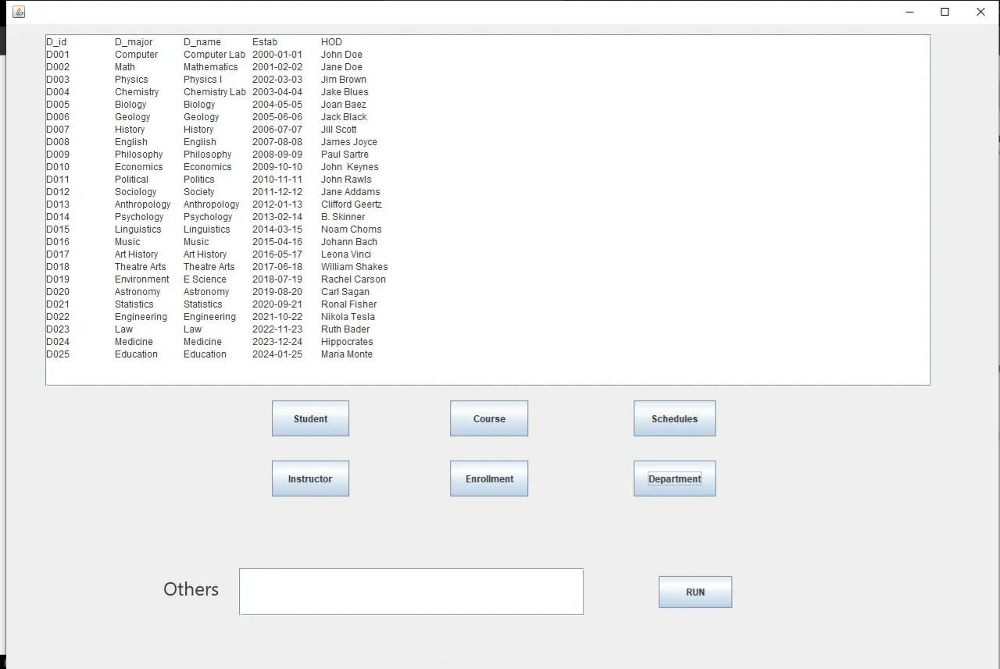 D_id D_major D_name Estab HOD
D001 Computer Computer Lab 2000-01-01 John Doe
D002 Math Mathematics 2001-02-02 Jane Doe
D003 Physics Physics I 2002-03-03 Jim Brown
D004 Chemistry Chemistry Lab 2003-04-04 Jake Blues
D005 Biology Biology 2004-05-05 Joan Baez
D006 Geology Geology 2005-06-06 Jack Black
D007 History History 2006-07-07 Jill Scott
D008 English English 2007-08-08 James Joyce
D009 Philosophy Philosophy 2008-09-09 Paul Sartre
D010 Economics Economics 2009-10-10 John  Keynes
D011 Political Politics 2010-11-11 John Rawls
D012 Sociology Society 2011-12-12 Jane Addams
D013 Anthropology Anthropology 2012-01-13 Clifford Geertz
D014 Psychology Psychology 2013-02-14 B. Skinner
D015 Linguistics Linguistics 2014-03-15 Noam Choms
D016 Music Music 2015-04-16 Johann Bach
D017 Art History Art History 2016-05-17 Leona Vinci
D018 Theatre Arts Theatre Arts 2017-06-18 William Shakes
D019 Environment E Science 2018-07-19 Rachel Carson
D020 Astronomy Astronomy 2019-08-20 Carl Sagan
D021 Statistics Statistics 2020-09-21 Ronal Fisher
D022 Engineering Engineering 2021-10-22 Nikola Tesla
D023 Law Law 2022-11-23 Ruth Bader
D024 Medicine Medicine 2023-12-24 Hippocrates
D025 Education Education 2024-01-25 Maria Monte
Student Course Schedules
Instructor Enrollment Department
Others RUN